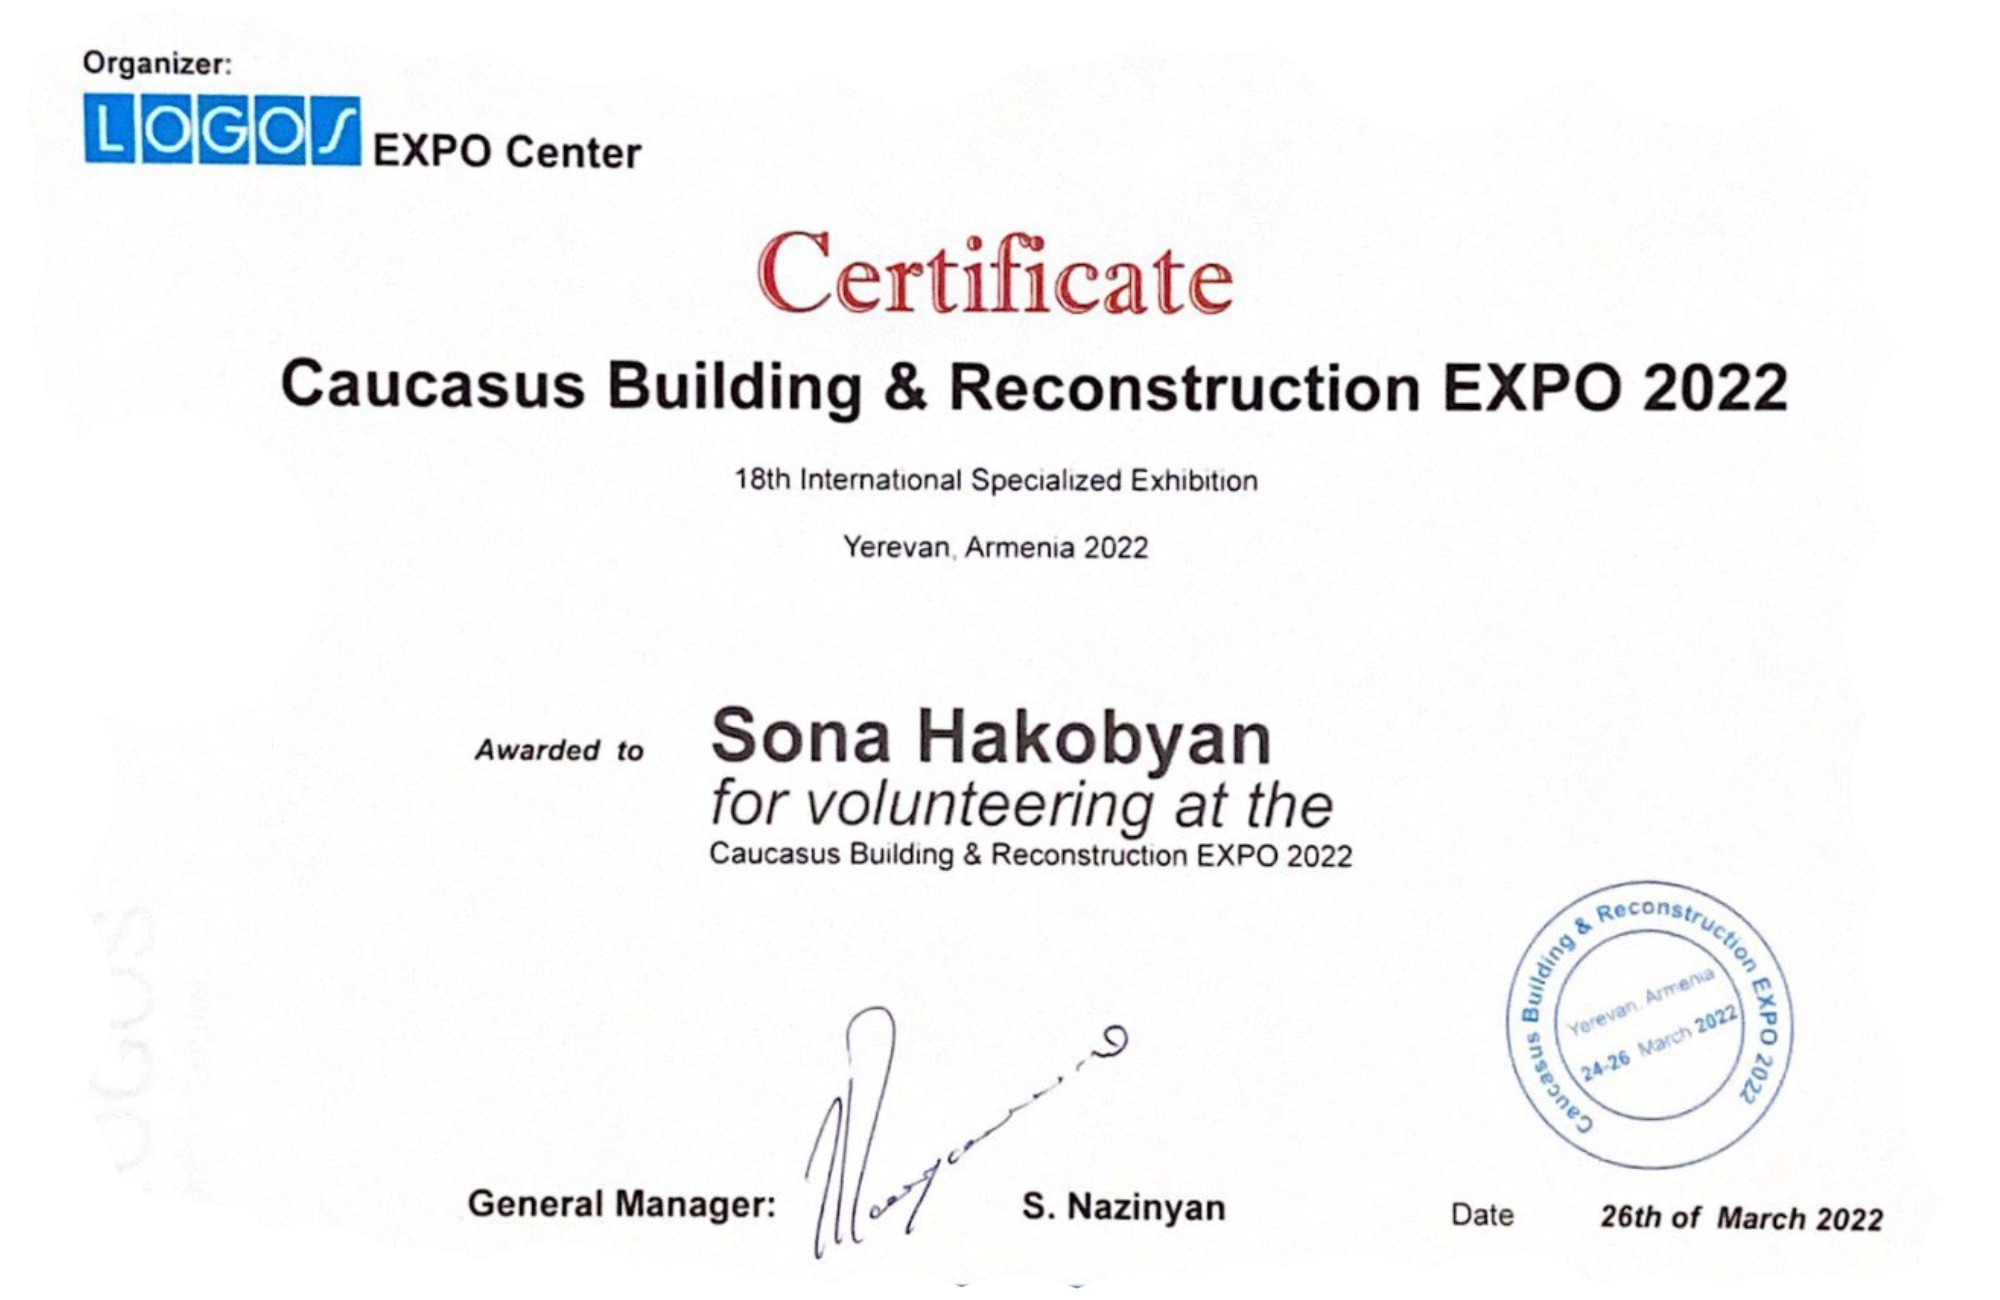 Organizer:
LOGOS EXPO Center
Certificate
Caucasus Building & Reconstruction EXPO 2022
18th International Specialized Exhibition
Yerevan, Armenia 2022
Awarded to Sona Hakobyan
for volunteering at the
Caucasus Building & Reconstruction EXPO 2022
Caucasus Building & Reconstruction EXPO 2022
Yerevan, Armenia
24-26 March 2022
General Manager: S. Nazinyan
Date 26th of March 2022